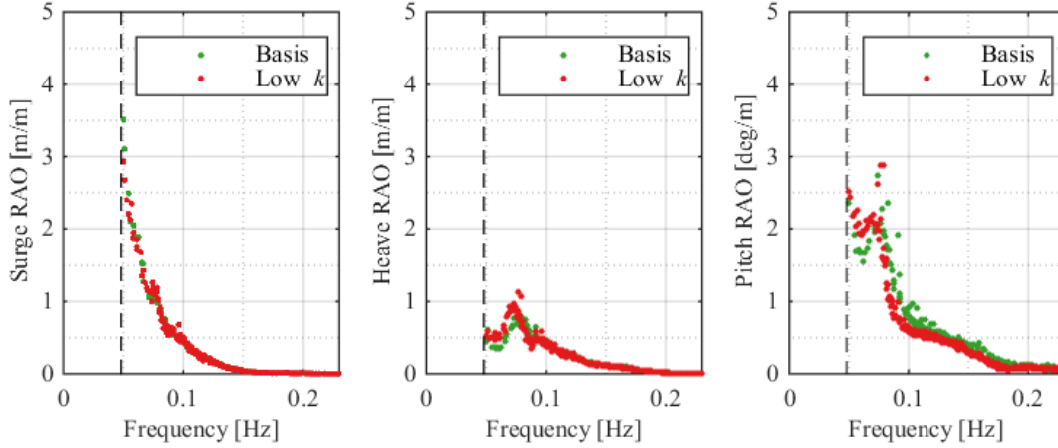 5
4
3
2
1
0
Surge RAO [m/m]
Basis
Low k
0
0.1
0.2
Frequency [Hz]
5
4
3
2
1
0
Heave RAO [m/m]
Basis
Low k
0
0.1
0.2
Frequency [Hz]
5
4
3
2
1
0
Pitch RAO [deg/m]
Basis
Low k
0
0.1
0.2
Frequency [Hz]